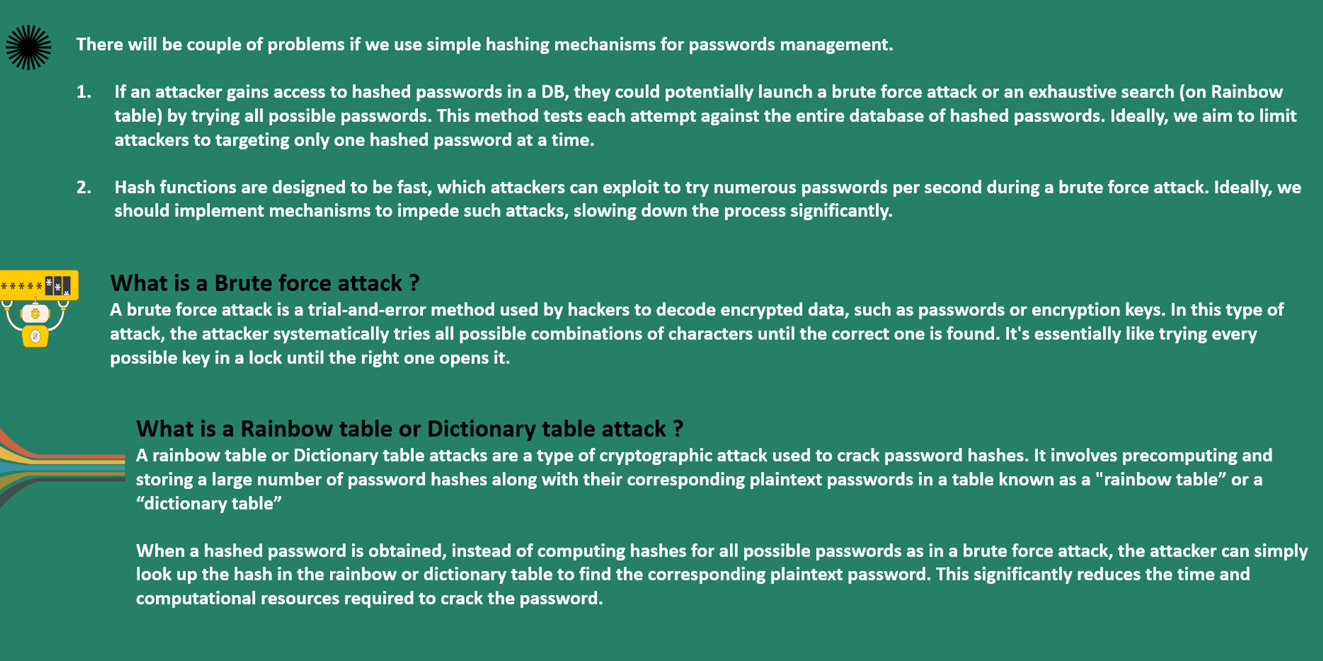 There will be couple of problems if we use simple hashing mechanisms for passwords management.
1. If an attacker gains access to hashed passwords in a DB, they could potentially launch a brute force attack or an exhaustive search (on Rainbow
table) by trying all possible passwords. This method tests each attempt against the entire database of hashed passwords. Ideally, we aim to limit
attackers to targeting only one hashed password at a time.
2. Hash functions are designed to be fast, which attackers can exploit to try numerous passwords per second during a brute force attack. Ideally, we
should implement mechanisms to impede such attacks, slowing down the process significantly.
What is a Brute force attack ?
A brute force attack is a trial-and-error method used by hackers to decode encrypted data, such as passwords or encryption keys. In this type of
attack, the attacker systematically tries all possible combinations of characters until the correct one is found. It's essentially like trying every
possible key in a lock until the right one opens it.
What is a Rainbow table or Dictionary table attack ?
A rainbow table or Dictionary table attacks are a type of cryptographic attack used to crack password hashes. It involves precomputing and
storing a large number of password hashes along with their corresponding plaintext passwords in a table known as a "rainbow table” or a
“dictionary table”
When a hashed password is obtained, instead of computing hashes for all possible passwords as in a brute force attack, the attacker can simply
look up the hash in the rainbow or dictionary table to find the corresponding plaintext password. This significantly reduces the time and
computational resources required to crack the password.